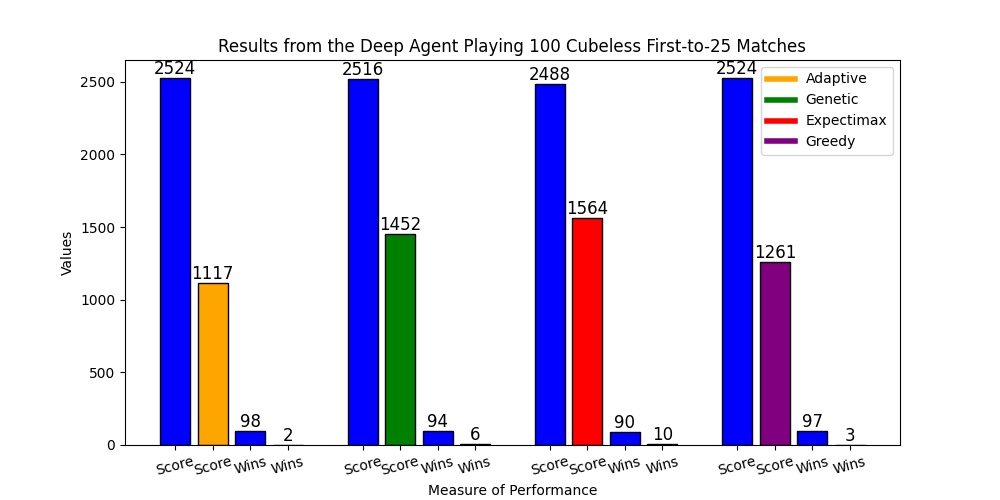 Results from the Deep Agent Playing 100 Cubeless First-to-25 Matches
2524 2516 2488 2524
Adaptive
Genetic
Expectimax
Greedy
2500
2000
1564
1500
1452
1261
1117
1000
500
98 2 94 6 90 10 97 3
0
Values
Score Score Wins Wins Score Score Wins Wins Score Score Wins Wins Score Score Wins Wins
Measure of Performance